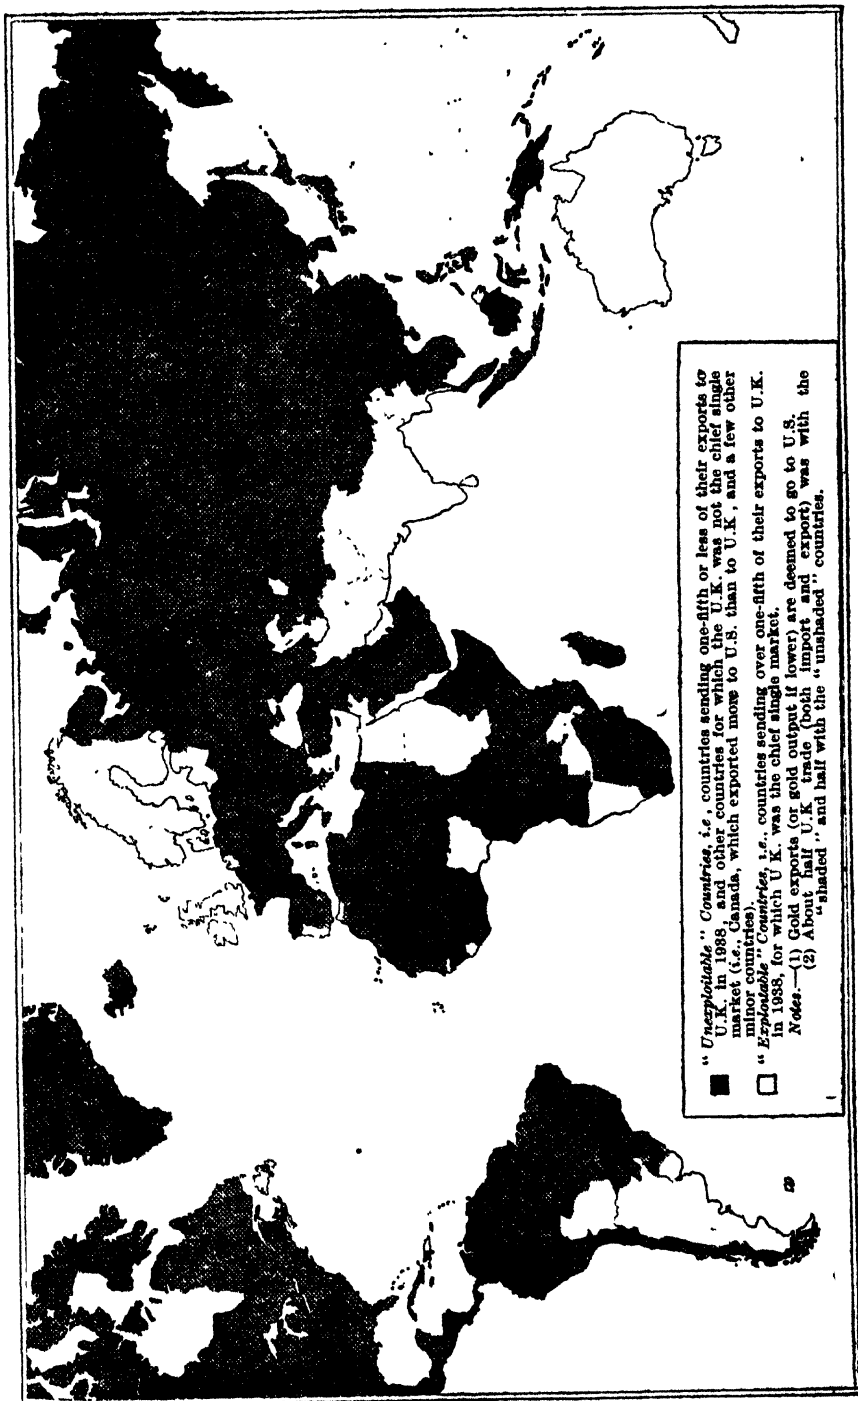 " Unexploitable " Countries, i.e , countries sending one-fifth or less of their exports to
U.K. in 1938, and other countries for which the U.K. was not the chief single
market (i.e., Canada, which exported more to U.S. than to U.K , and a few other
minor countries).
" Exploitable " Countries, i.e., countries sending over one-fifth of their exports to U.K.
in 1938, for which U K. was the chief single market.
Notes.—(1) Gold exports (or gold output if lower) are deemed to go to U.S.
(2) About half U.K trade (both import and export) was with the
"shaded " and half with the " unshaded " countries.